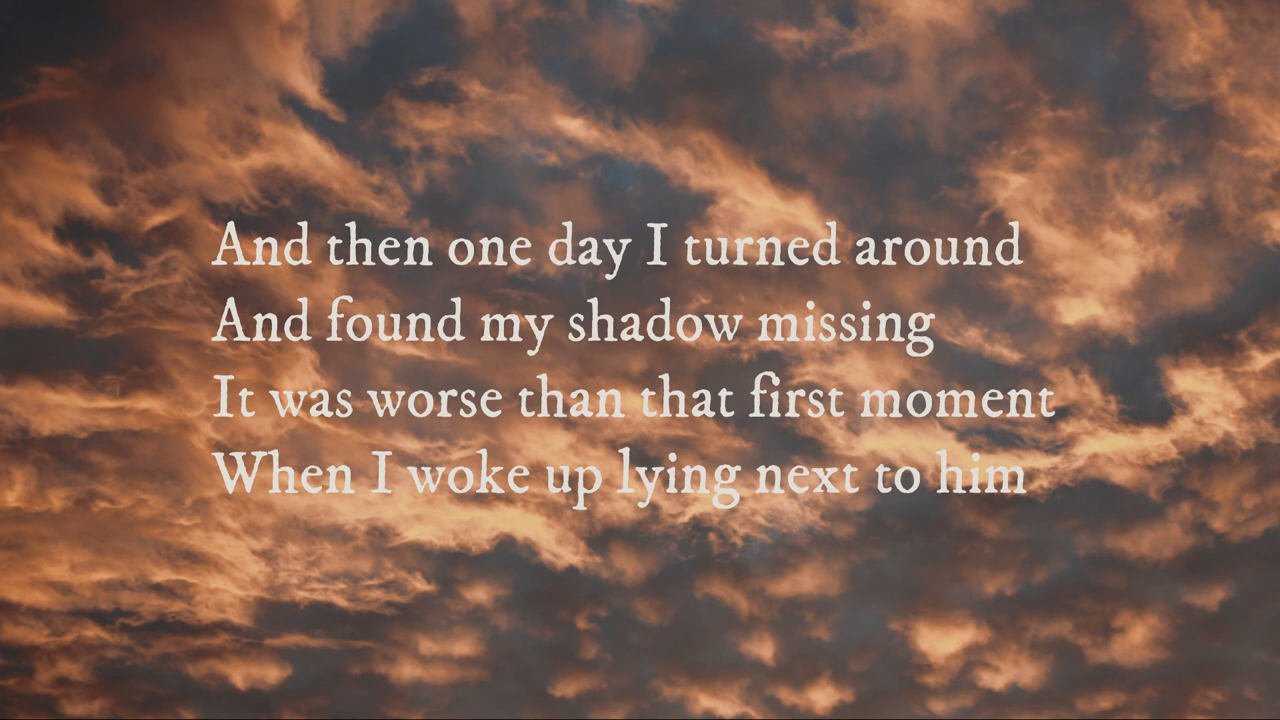 And then one day I turned around
And found my shadow missing
It was worse than that first moment
When I woke up lying next to him